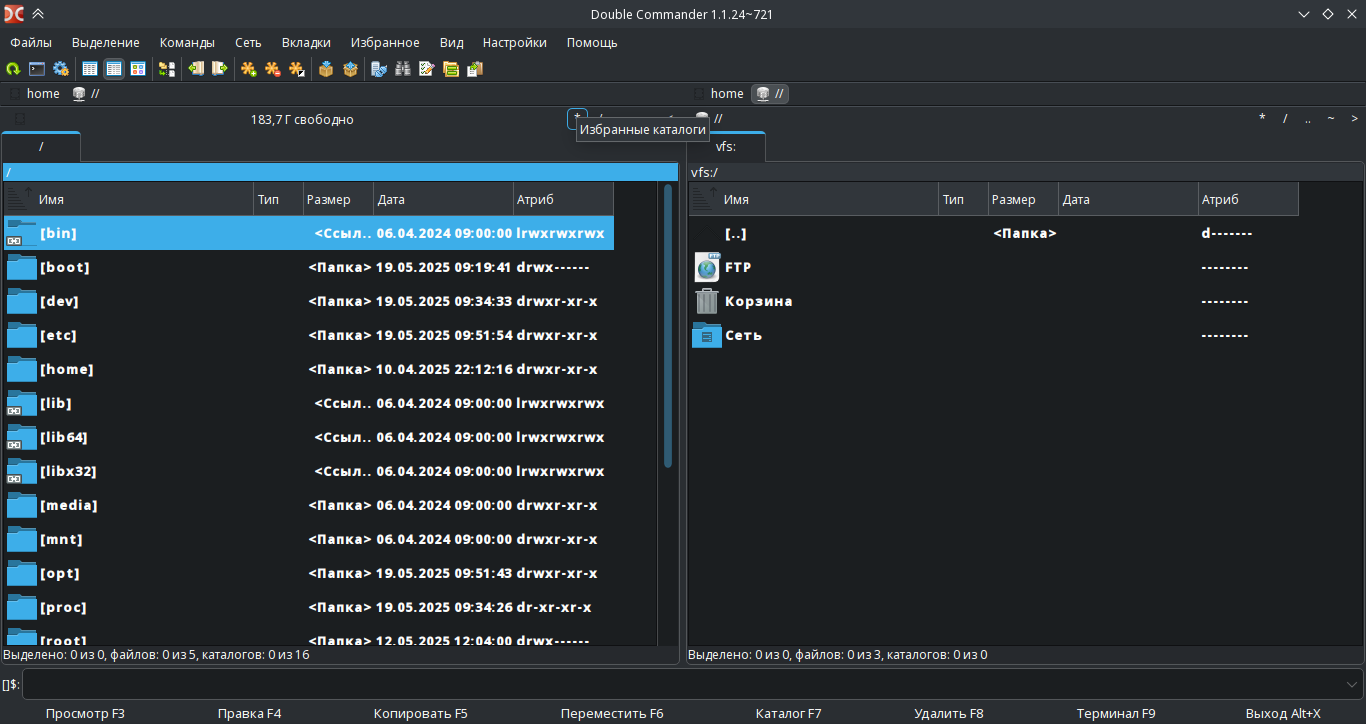 Double Commander 1.1.24~721
Файлы Выделение Команды Сеть Вкладки Избранное Вид Настройки Помощь
home // home //
183,7 Г свободно * / // * / .. ~ >
Избранные каталоги
/ vfs:
/ vfs:/
Имя Тип Размер Дата Атриб Имя Тип Размер Дата Атриб
[bin] <Ссыл.. 06.04.2024 09:00:00 lrwxrwxrwx [..] <Папка> d-------
[boot] <Папка> 19.05.2025 09:19:41 drwx------ FTP --------
[dev] <Папка> 19.05.2025 09:34:33 drwxr-xr-x Корзина --------
[etc] <Папка> 19.05.2025 09:51:54 drwxr-xr-x Сеть --------
[home] <Папка> 10.04.2025 22:12:16 drwxr-xr-x
[lib] <Ссыл.. 06.04.2024 09:00:00 lrwxrwxrwx
[lib64] <Ссыл.. 06.04.2024 09:00:00 lrwxrwxrwx
[libx32] <Ссыл.. 06.04.2024 09:00:00 lrwxrwxrwx
[media] <Папка> 06.04.2024 09:00:00 drwxr-xr-x
[mnt] <Папка> 06.04.2024 09:00:00 drwxr-xr-x
[opt] <Папка> 19.05.2025 09:51:43 drwxr-xr-x
[proc] <Папка> 19.05.2025 09:34:26 dr-xr-xr-x
[root] <Папка> 12.05.2025 12:04:00 drwx------
Выделено: 0 из 0, файлов: 0 из 5, каталогов: 0 из 16 Выделено: 0 из 0, файлов: 0 из 3, каталогов: 0 из 0
[]$:
Просмотр F3 Правка F4 Копировать F5 Переместить F6 Каталог F7 Удалить F8 Терминал F9 Выход Alt+X